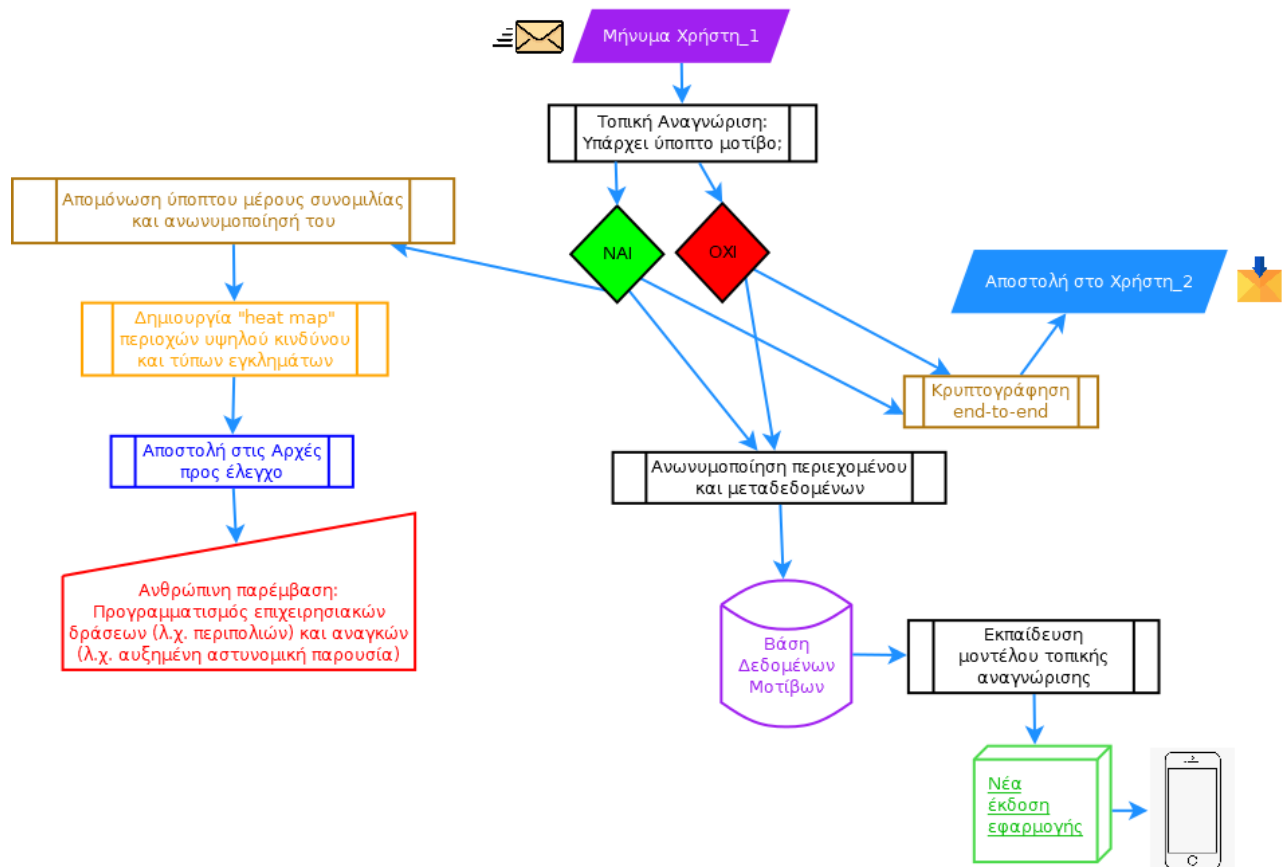 Μήνυμα Χρήστη_1
Τοπική Αναγνώριση:
Υπάρχει ύποπτο μοτίβο;
Απομόνωση ύποπτου μέρους συνομιλίας
και ανωνυμοποίησή του
ΝΑΙ
ΟΧΙ
Αποστολή στο Χρήστη_2
Δημιουργία "heat map"
περιοχών υψηλού κινδύνου
και τύπων εγκλημάτων
Κρυπτογράφηση
end-to-end
Αποστολή στις Αρχές
προς έλεγχο
Ανωνυμοποίηση περιεχομένου
και μεταδεδομένων
Ανθρώπινη παρέμβαση:
Προγραμματισμός επιχειρησιακών
δράσεων (λ.χ. περιπολιών) και αναγκών
(λ.χ. αυξημένη αστυνομική παρουσία)
Βάση
Δεδομένων
Μοτίβων
Εκπαίδευση
μοντέλου τοπικής
αναγνώρισης
Νέα
έκδοση
εφαρμογής